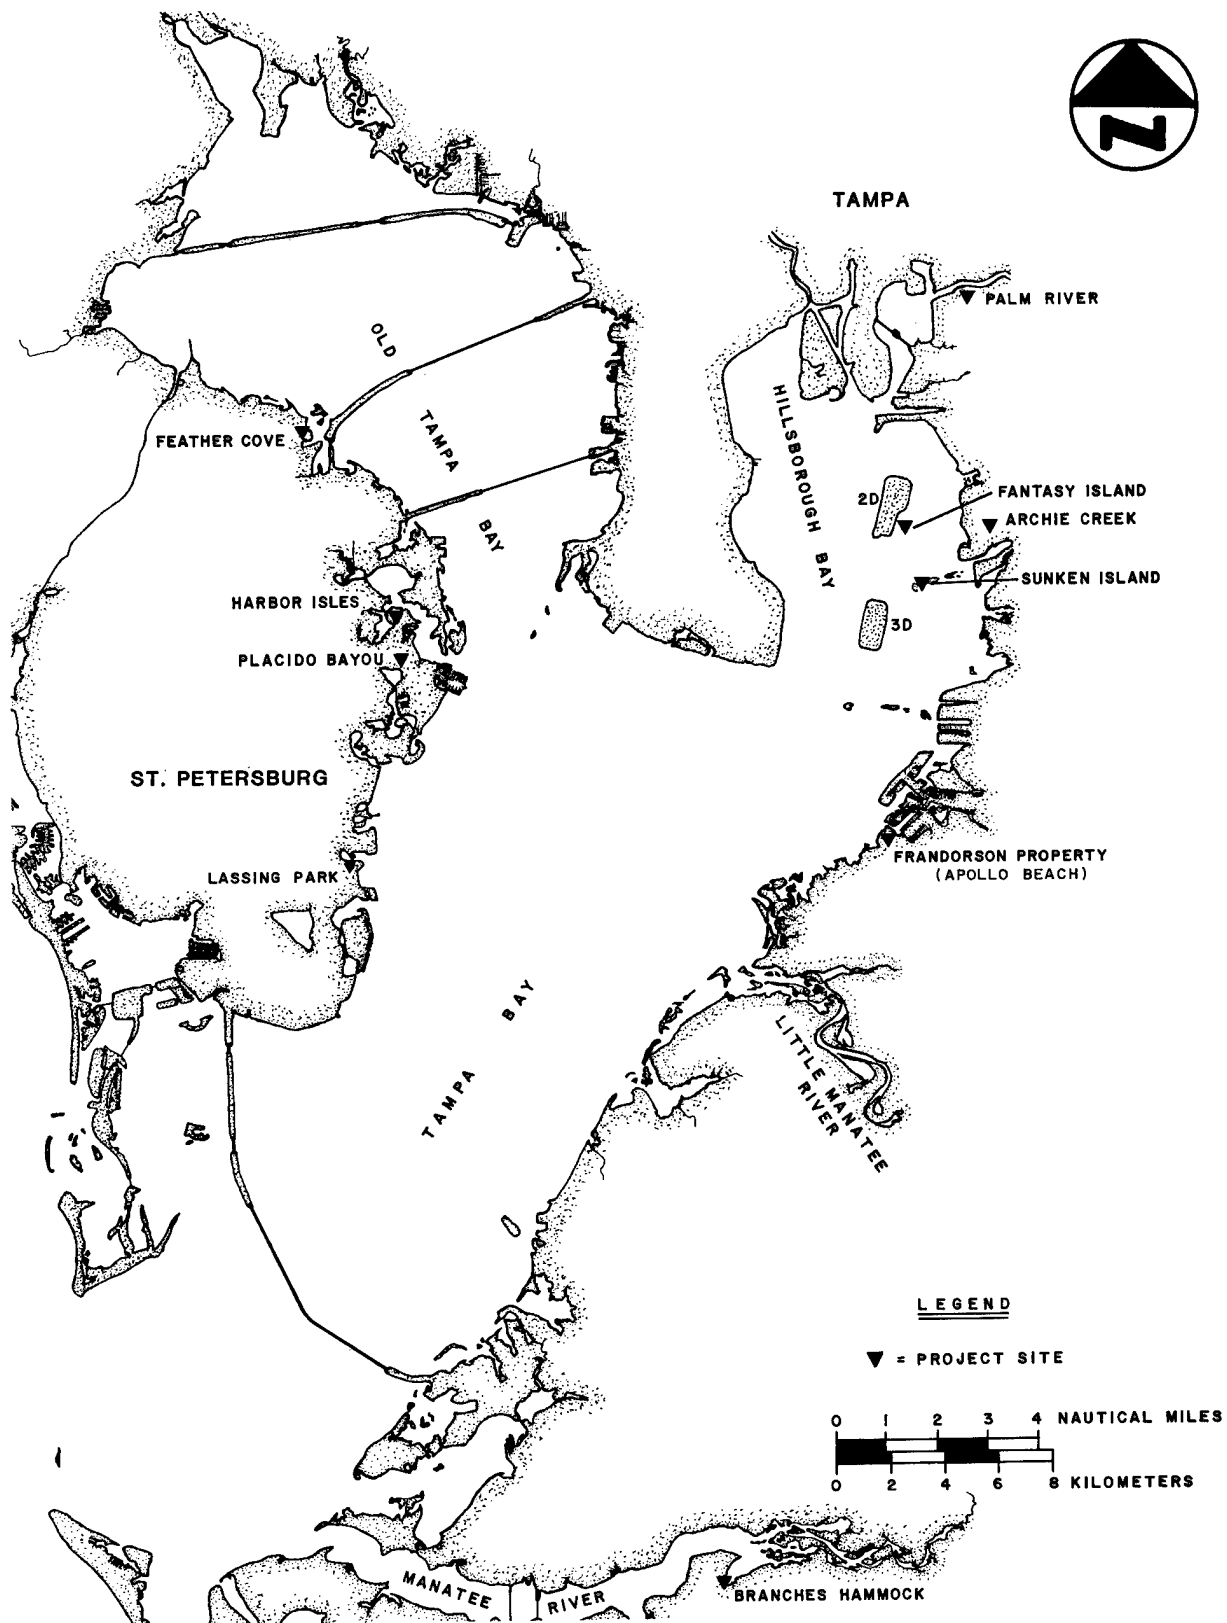 N
TAMPA
PALM RIVER
OLD
TAMPA
BAY
HILLSBOROUGH BAY
FEATHER COVE
2D
FANTASY ISLAND
ARCHIE CREEK
SUNKEN ISLAND
HARBOR ISLES
3D
PLACIDO BAYOU
ST. PETERSBURG
FRANDORSON PROPERTY
(APOLLO BEACH)
LASSING PARK
TAMPA BAY
LITTLE MANATEE
RIVER
LEGEND
▼ = PROJECT SITE
0 1 2 3 4 NAUTICAL MILES
0 2 4 6 8 KILOMETERS
MANATEE RIVER
BRANCHES HAMMOCK